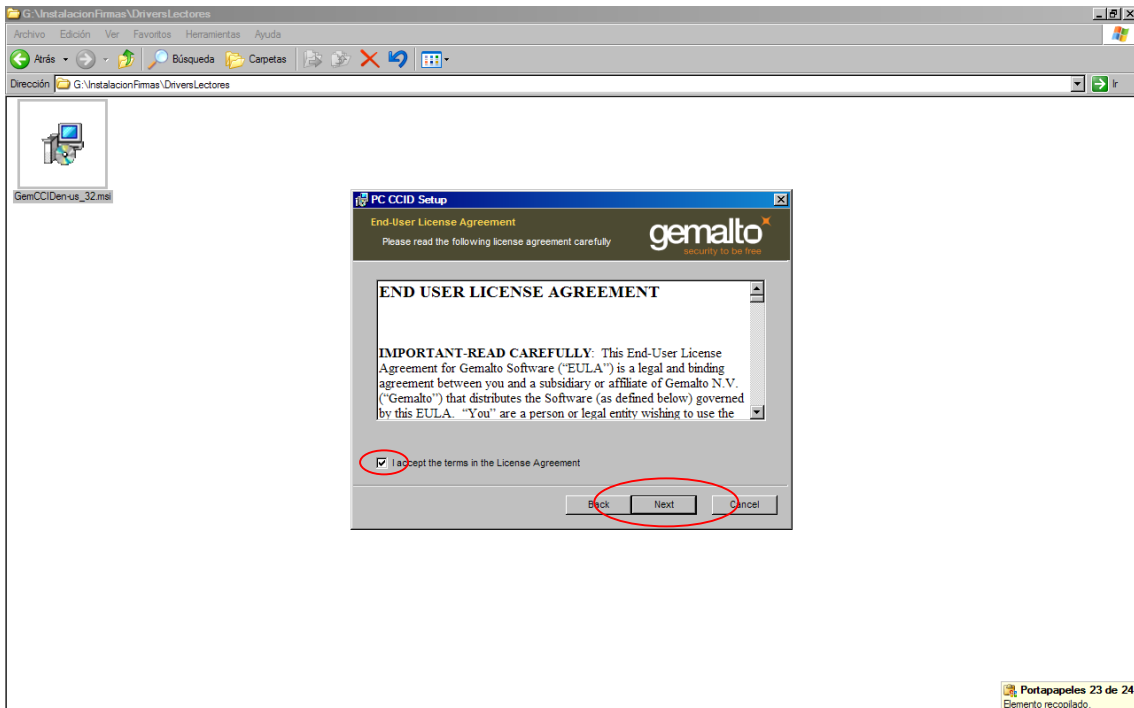 G:\InstalacionFirmas\DriversLectores
Archivo Edición Ver Favoritos Herramientas Ayuda
Atrás Búsqueda Carpetas
Dirección G:\InstalacionFirmas\DriversLectores Ir
GemCCIDen-us_32.msi
PC CCID Setup
End-User License Agreement
Please read the following license agreement carefully
gemalto
security to be free
END USER LICENSE AGREEMENT
IMPORTANT-READ CAREFULLY: This End-User License
Agreement for Gemalto Software (“EULA”) is a legal and binding
agreement between you and a subsidiary or affiliate of Gemalto N.V.
(“Gemalto”) that distributes the Software (as defined below) governed
by this EULA. “You” are a person or legal entity wishing to use the
I accept the terms in the License Agreement
Back Next Cancel
Portapapeles 23 de 24
Elemento recopilado.